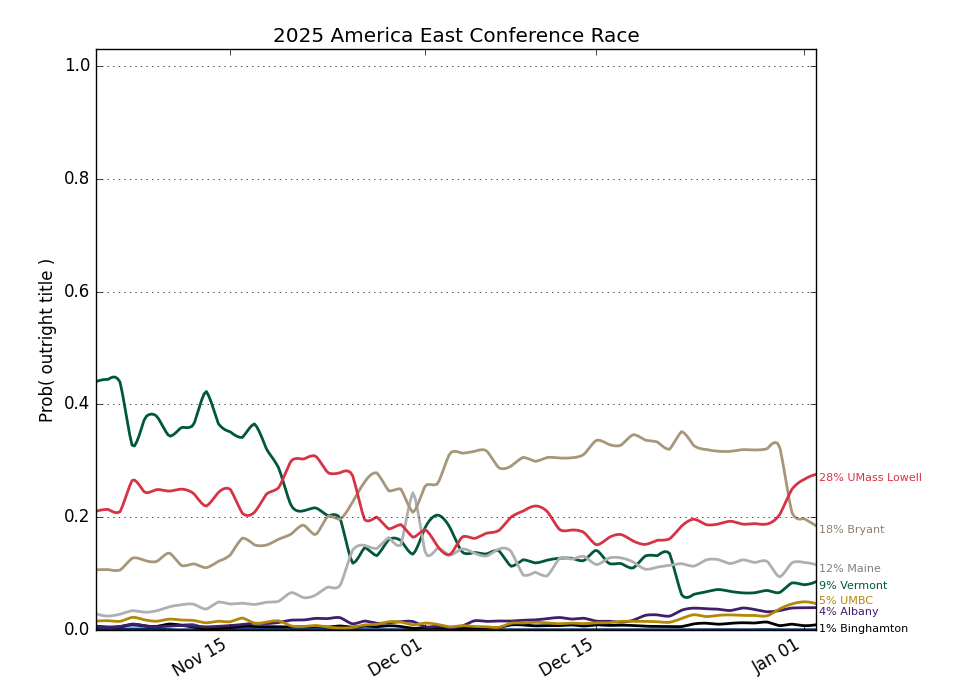 2025 America East Conference Race
Prob( outright title )
1.0
0.8
0.6
0.4
0.2
0.0
28% UMass Lowell
18% Bryant
12% Maine
9% Vermont
5% UMBC
4% Albany
1% Binghamton
Nov 15
Dec 01
Dec 15
Jan 01